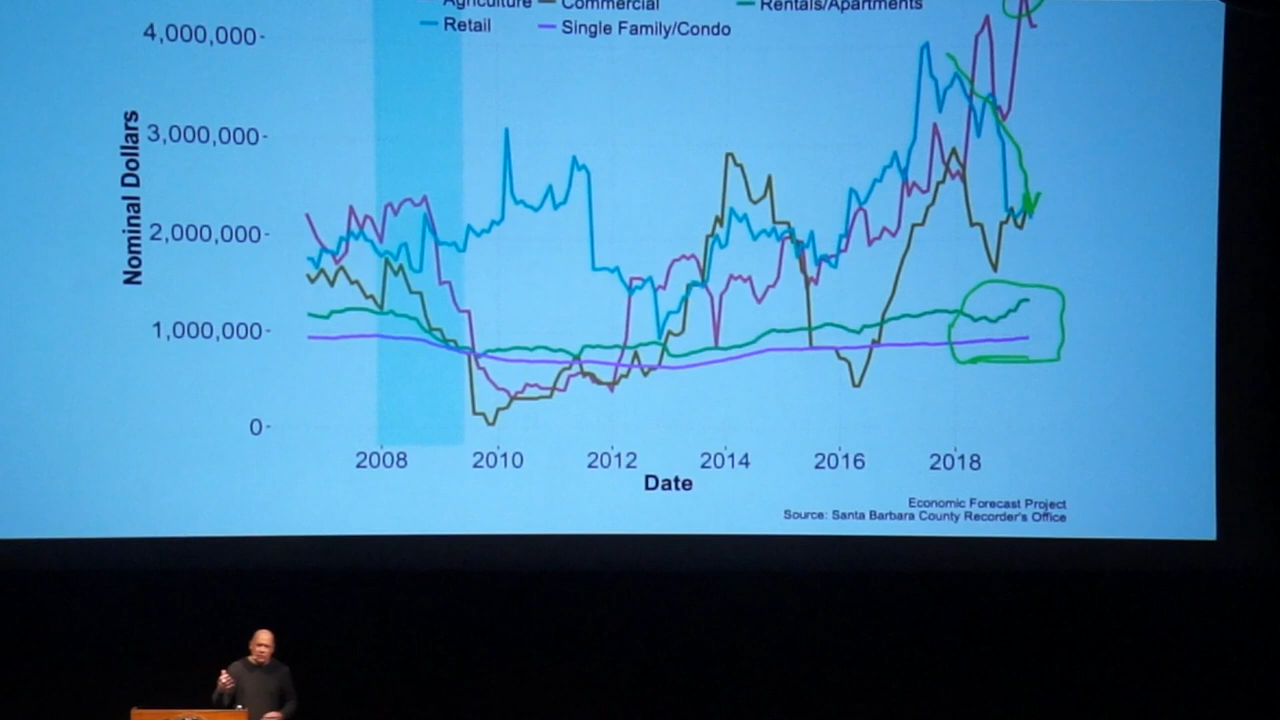 Agriculture Commercial Rentals/Apartments
Retail Single Family/Condo
4,000,000
3,000,000
2,000,000
1,000,000
0
Nominal Dollars
2008 2010 2012 2014 2016 2018
Date
Economic Forecast Project
Source: Santa Barbara County Recorder's Office